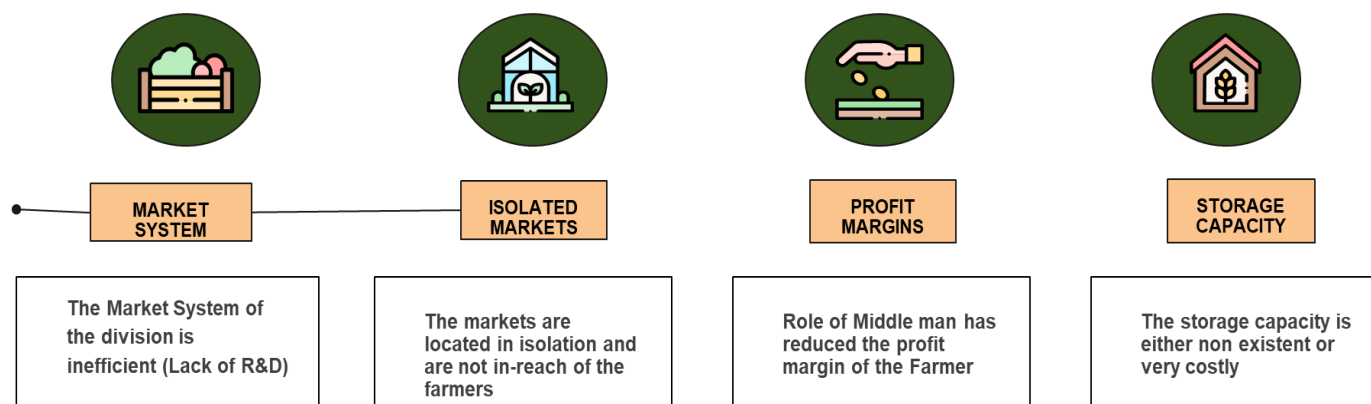 MARKET
SYSTEM
ISOLATED
MARKETS
PROFIT
MARGINS
STORAGE
CAPACITY
The Market System of
the division is
inefficient (Lack of R&D)
The markets are
located in isolation and
are not in-reach of the
farmers
Role of Middle man has
reduced the profit
margin of the Farmer
The storage capacity is
either non existent or
very costly